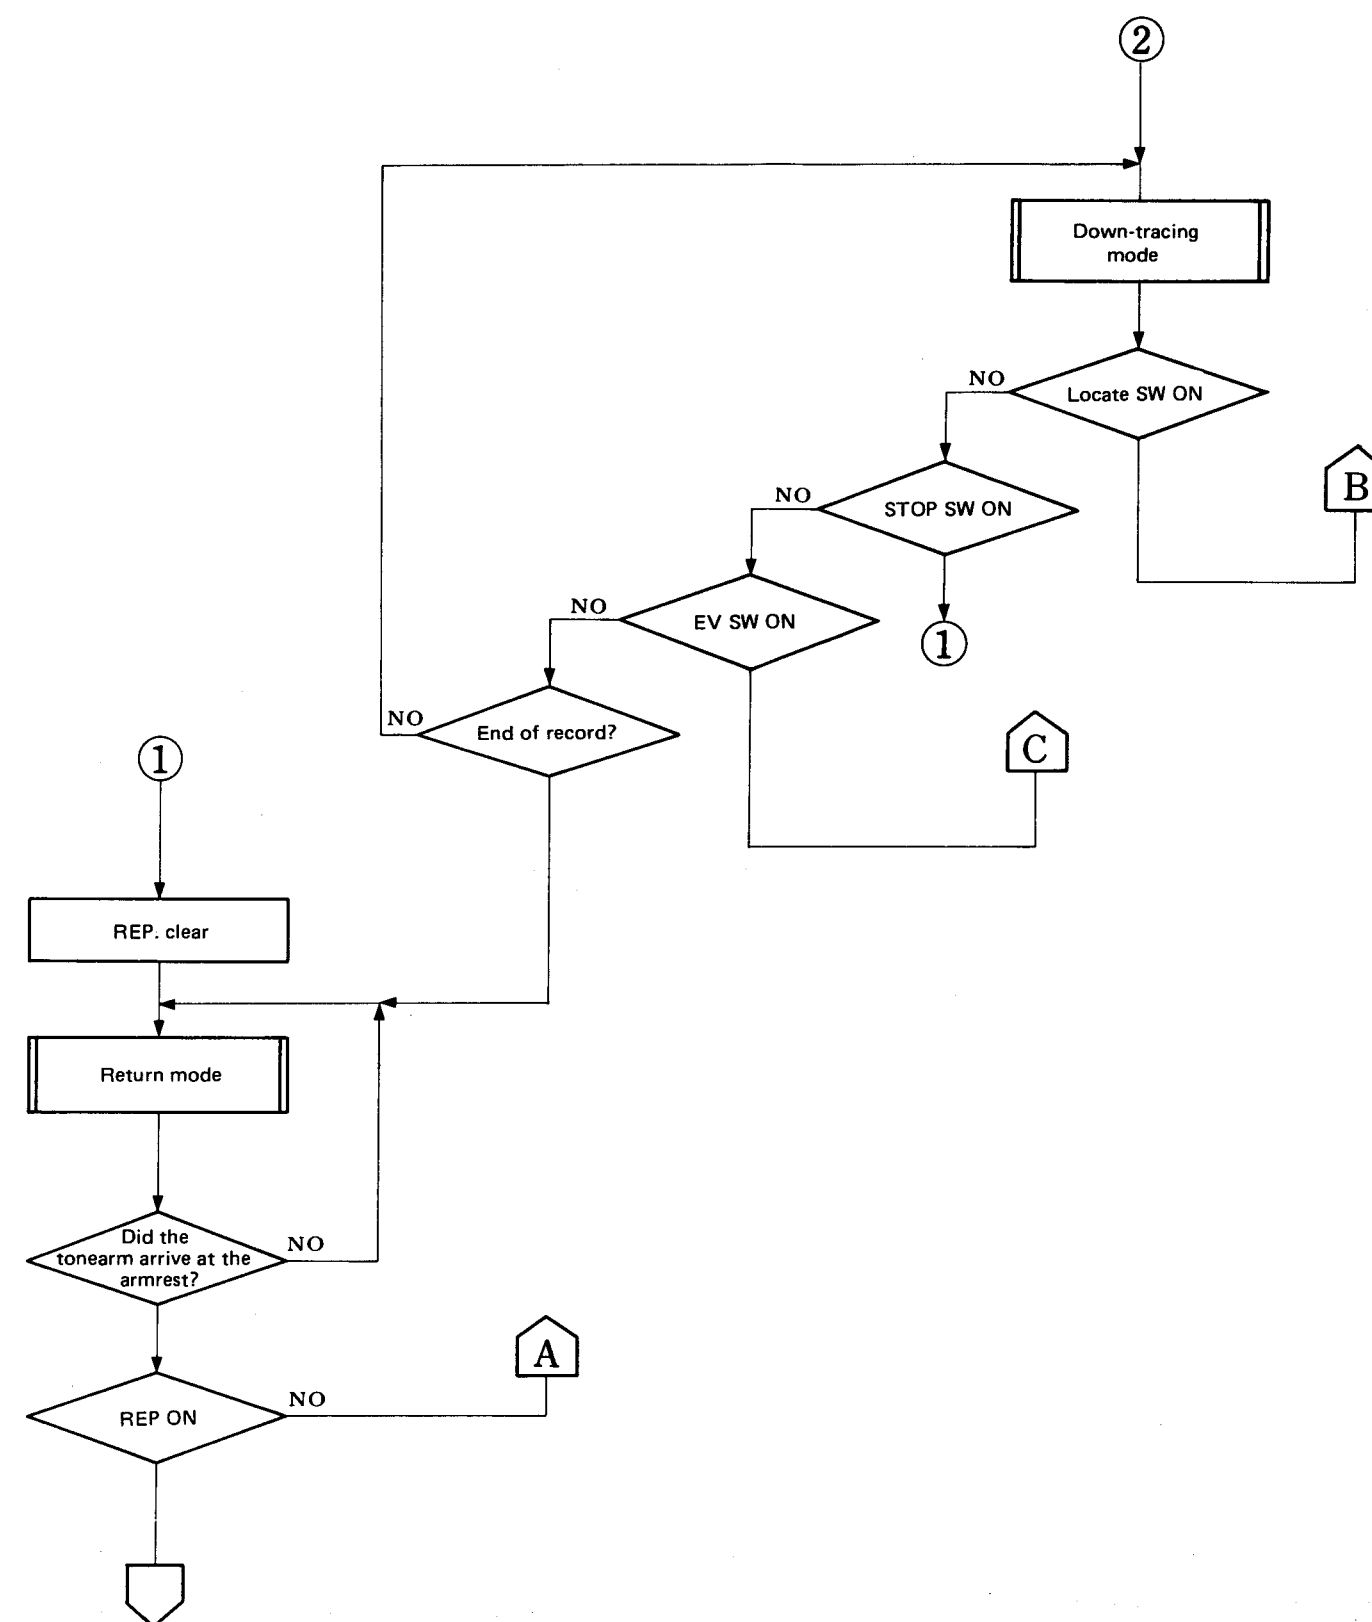 2
Down-tracing
mode
NO
Locate SW ON
B
NO
STOP SW ON
NO
EV SW ON
1
NO
End of record?
C
1
REP. clear
Return mode
Did the
tonearm arrive at the
armrest?
NO
A
NO
REP ON